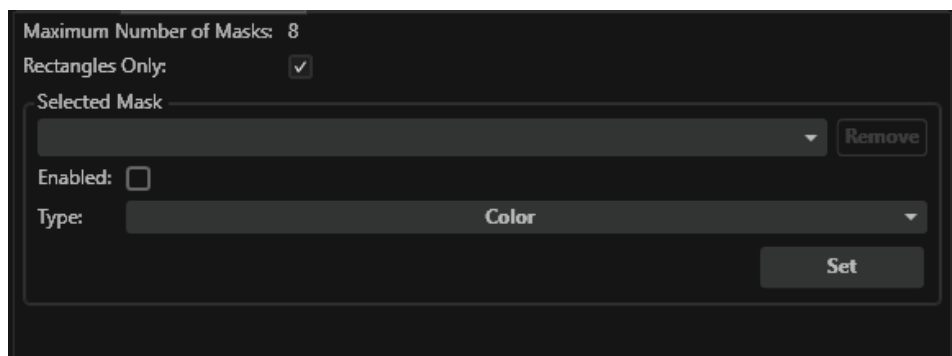 Maximum Number of Masks: 8
Rectangles Only:
Selected Mask
Remove
Enabled:
Type: Color
Set